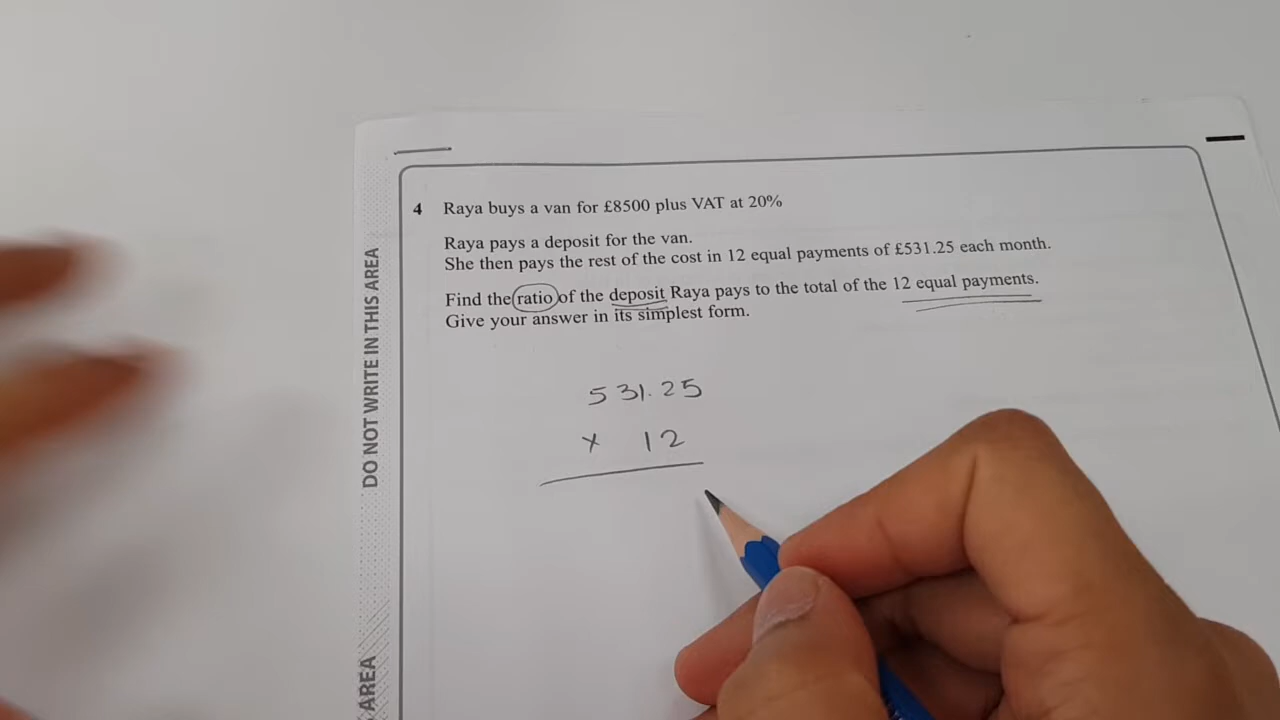 4 Raya buys a van for £8500 plus VAT at 20%
Raya pays a deposit for the van.
She then pays the rest of the cost in 12 equal payments of £531.25 each month.
Find the ratio of the deposit Raya pays to the total of the 12 equal payments.
Give your answer in its simplest form.
531.25
× 12
DO NOT WRITE IN THIS AREA
AREA